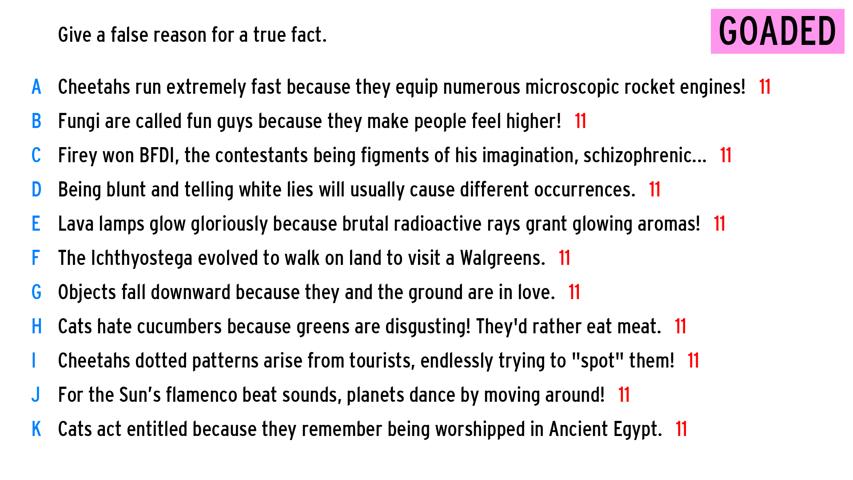 Give a false reason for a true fact.
GOADED
A Cheetahs run extremely fast because they equip numerous microscopic rocket engines! 11
B Fungi are called fun guys because they make people feel higher! 11
C Firey won BFDI, the contestants being figments of his imagination, schizophrenic... 11
D Being blunt and telling white lies will usually cause different occurrences. 11
E Lava lamps glow gloriously because brutal radioactive rays grant glowing aromas! 11
F The Ichthyostega evolved to walk on land to visit a Walgreens. 11
G Objects fall downward because they and the ground are in love. 11
H Cats hate cucumbers because greens are disgusting! They'd rather eat meat. 11
I Cheetahs dotted patterns arise from tourists, endlessly trying to "spot" them! 11
J For the Sun's flamenco beat sounds, planets dance by moving around! 11
K Cats act entitled because they remember being worshipped in Ancient Egypt. 11